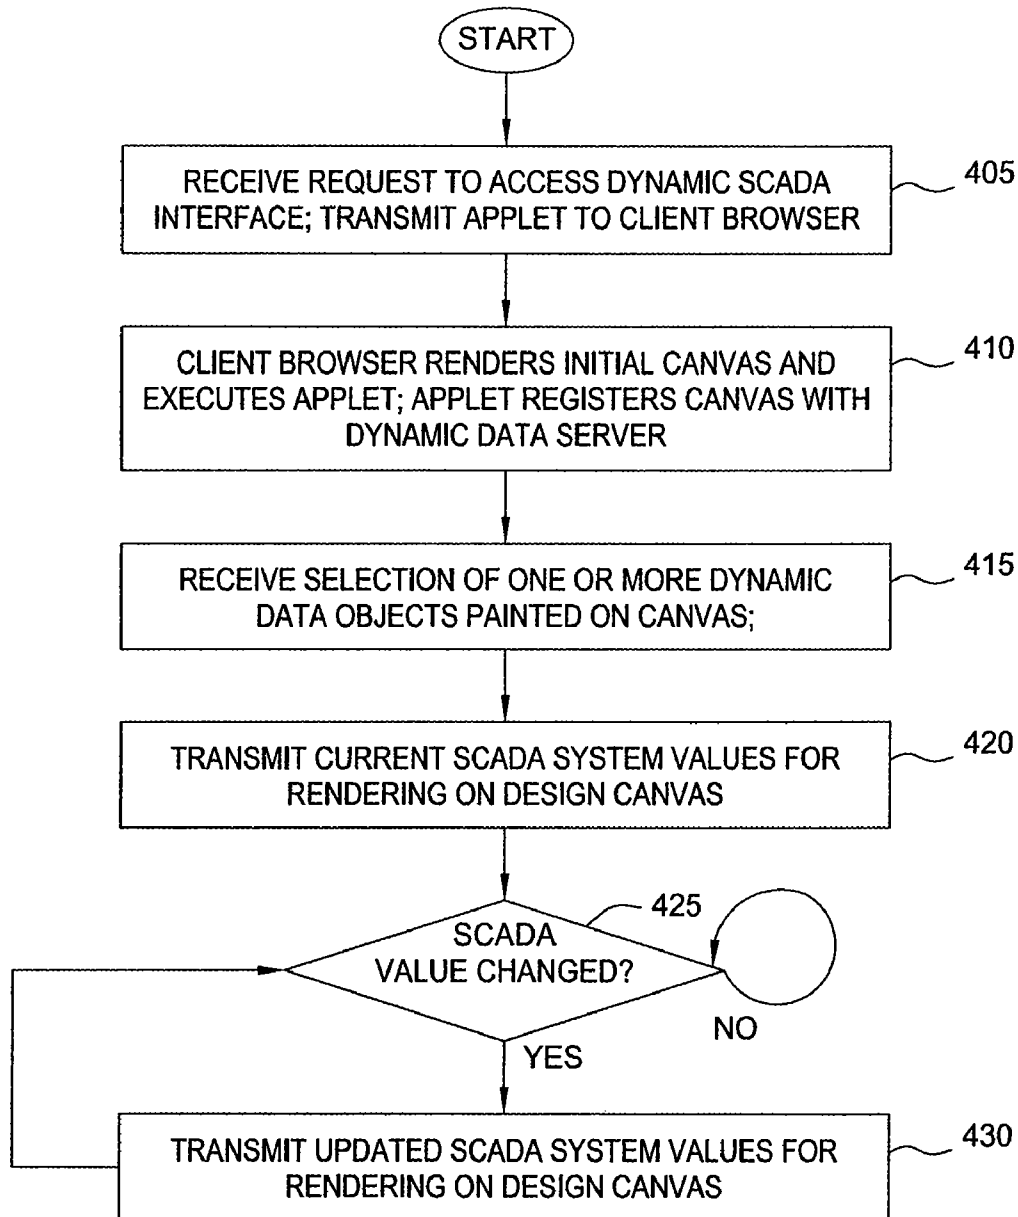 START
RECEIVE REQUEST TO ACCESS DYNAMIC SCADA
INTERFACE; TRANSMIT APPLET TO CLIENT BROWSER
405
CLIENT BROWSER RENDERS INITIAL CANVAS AND
EXECUTES APPLET; APPLET REGISTERS CANVAS WITH
DYNAMIC DATA SERVER
410
RECEIVE SELECTION OF ONE OR MORE DYNAMIC
DATA OBJECTS PAINTED ON CANVAS;
415
TRANSMIT CURRENT SCADA SYSTEM VALUES FOR
RENDERING ON DESIGN CANVAS
420
425
SCADA
VALUE CHANGED?
NO
YES
TRANSMIT UPDATED SCADA SYSTEM VALUES FOR
RENDERING ON DESIGN CANVAS
430